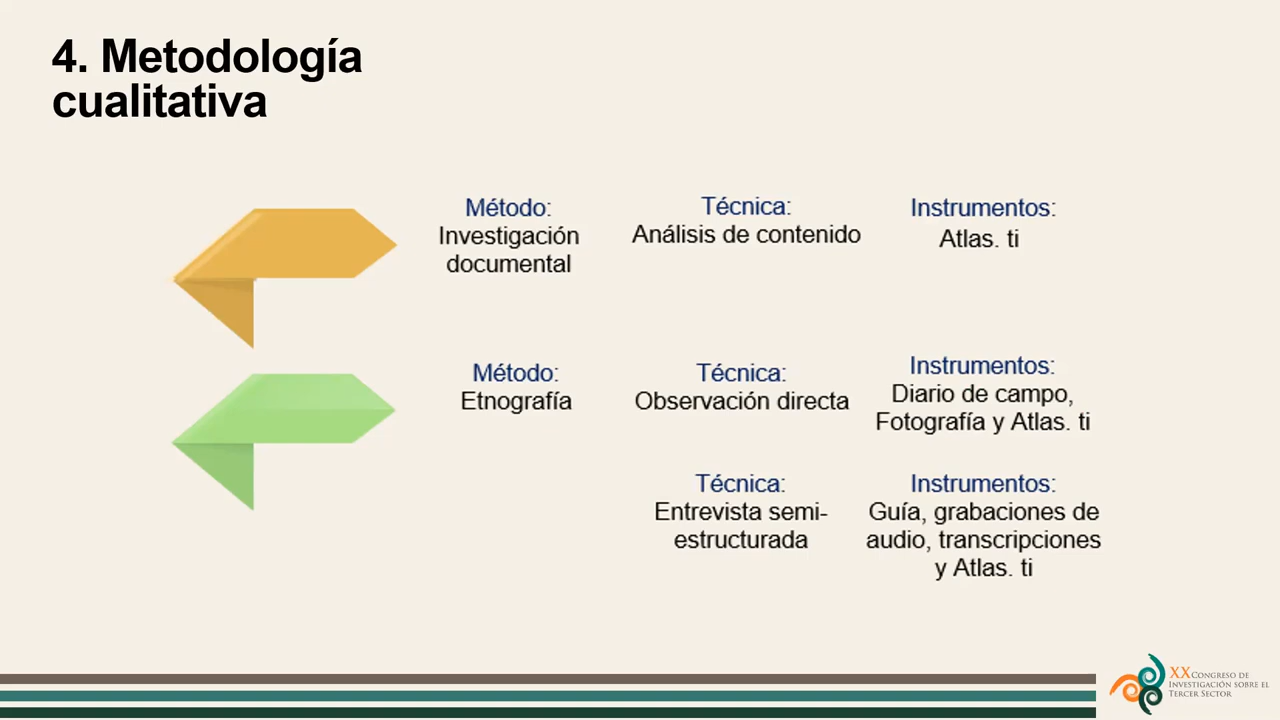 4. Metodología
cualitativa
Método:
Investigación
documental
Técnica:
Análisis de contenido
Instrumentos:
Atlas. ti
Método:
Etnografía
Técnica:
Observación directa
Instrumentos:
Diario de campo,
Fotografía y Atlas. ti
Técnica:
Entrevista semi-
estructurada
Instrumentos:
Guía, grabaciones de
audio, transcripciones
y Atlas. ti
XX Congreso de
Investigación sobre el
Tercer Sector